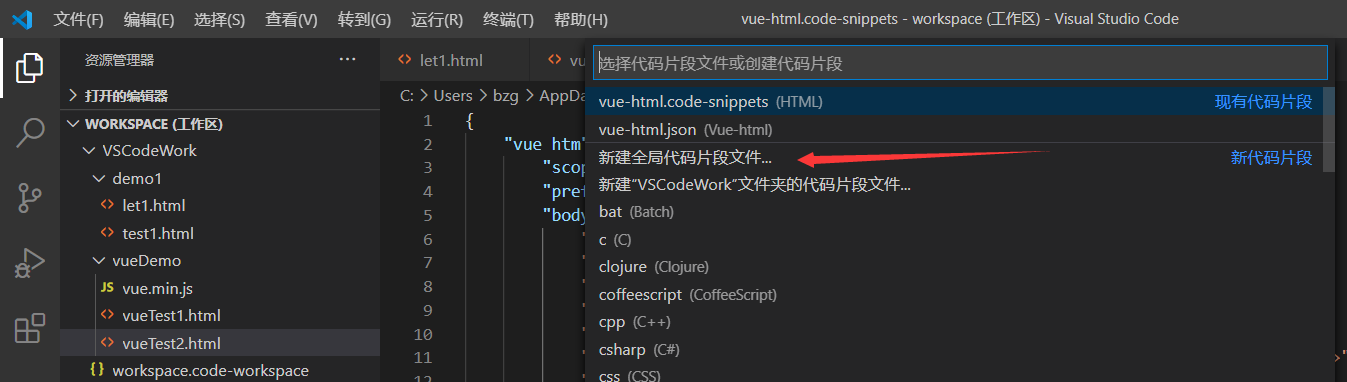 文件(F) 编辑(E) 选择(S) 查看(V) 转到(G) 运行(R) 终端(T) 帮助(H) vue-html.code-snippets - workspace (工作区) - Visual Studio Code
资源管理器 ···
打开的编辑器
WORKSPACE (工作区)
VSCodeWork
demo1
let1.html
test1.html
vueDemo
JS vue.min.js
vueTest1.html
vueTest2.html
{} workspace.code-workspace
let1.html
C: > Users > bzg >
1 {
2 "vue
3
4
5
6 "
7 "
8 "
9 "
10 "
11 "
12 "
选择代码片段文件或创建代码片段
vue-html.code-snippets (HTML) 现有代码片段
vue-html.json (Vue-html)
新建全局代码片段文件... 新代码片段
新建“VSCodeWork”文件夹的代码片段文件...
bat (Batch)
c (C)
clojure (Clojure)
coffeescript (CoffeeScript)
cpp (C++)
csharp (C#)
css (CSS)